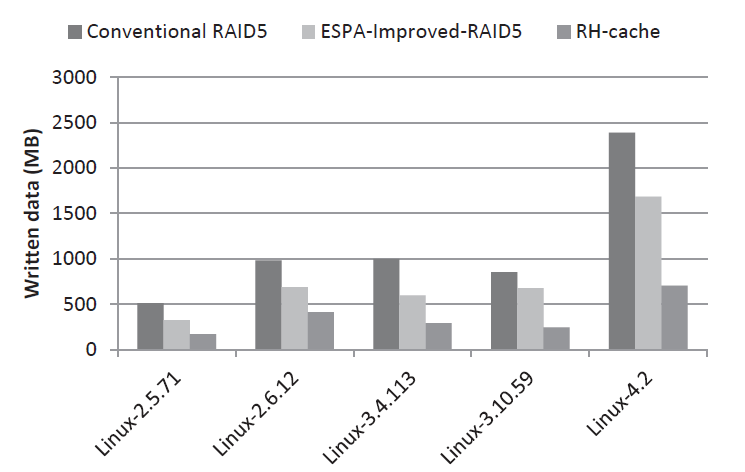 Conventional RAID5 ESPA-Improved-RAID5 RH-cache
3000
2500
2000
1500
1000
500
0
Written data (MB)
Linux-2.5.71
Linux-2.6.12
Linux-3.4.113
Linux-3.10.59
Linux-4.2